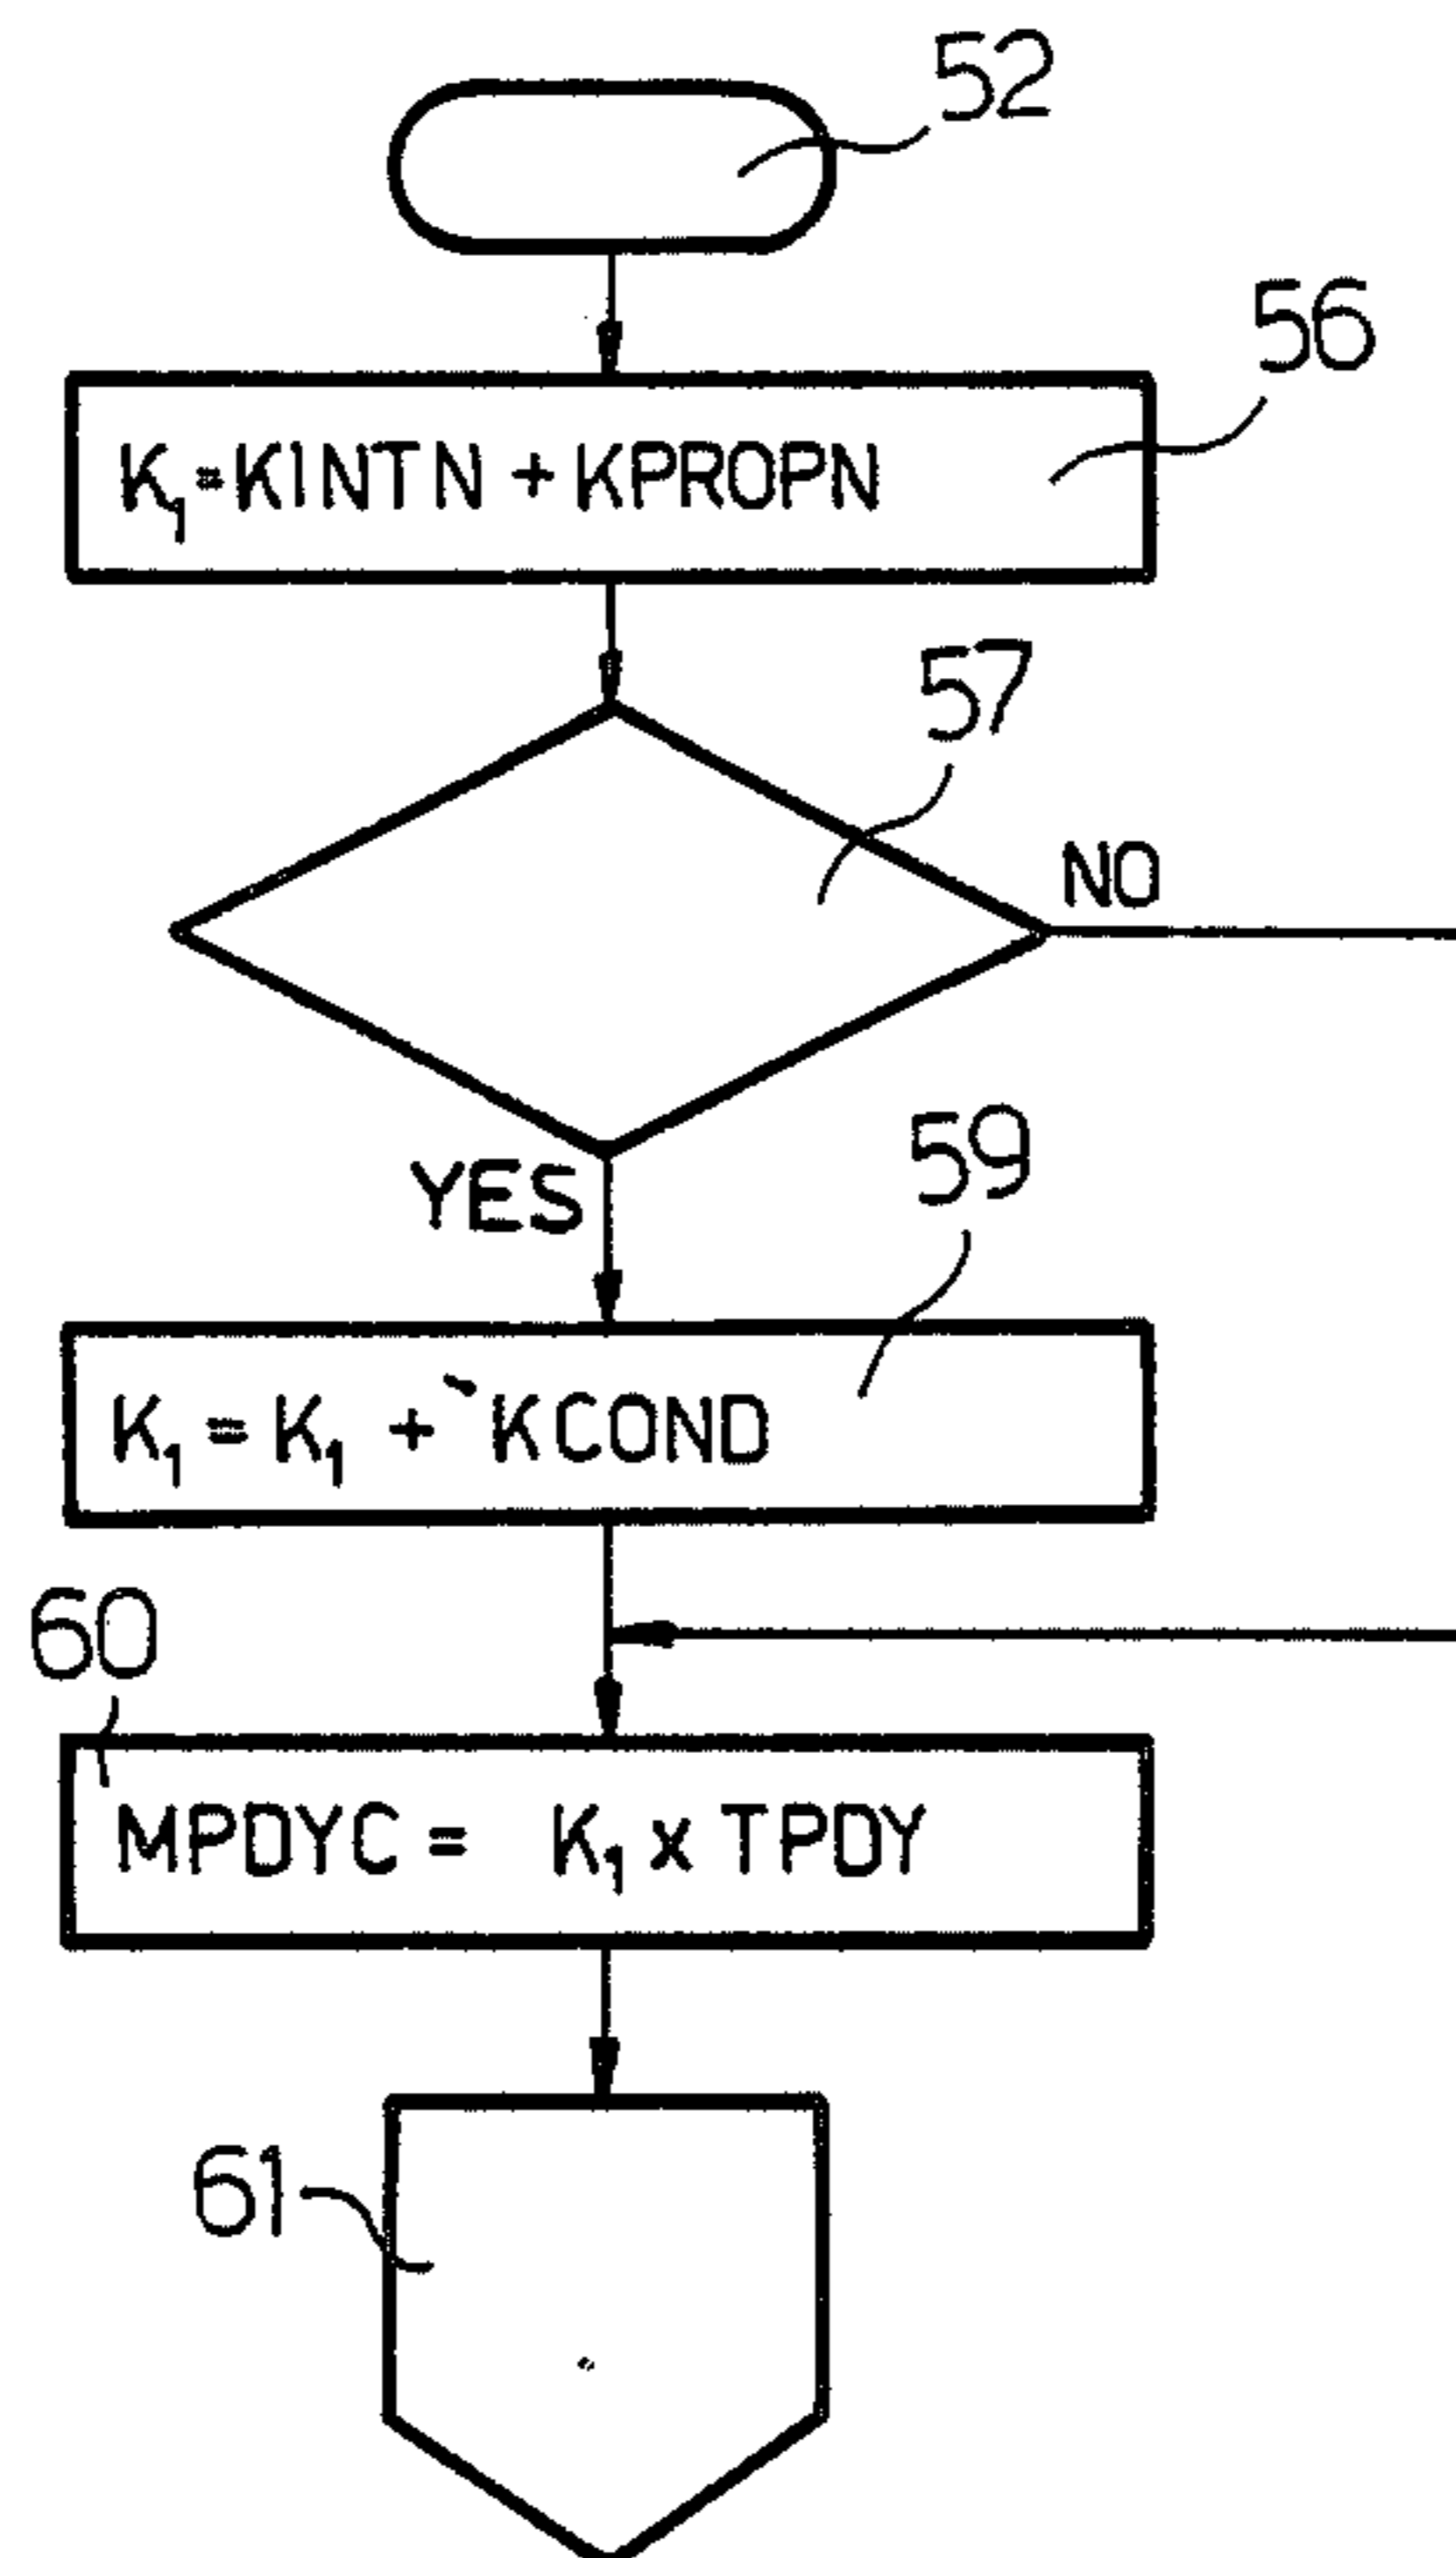 52
56
K₁=KINTN + KPROPN
57
NO
YES
59
K₁ = K₁ + KCOND
60
MPDYC = K₁ x TPDY
61